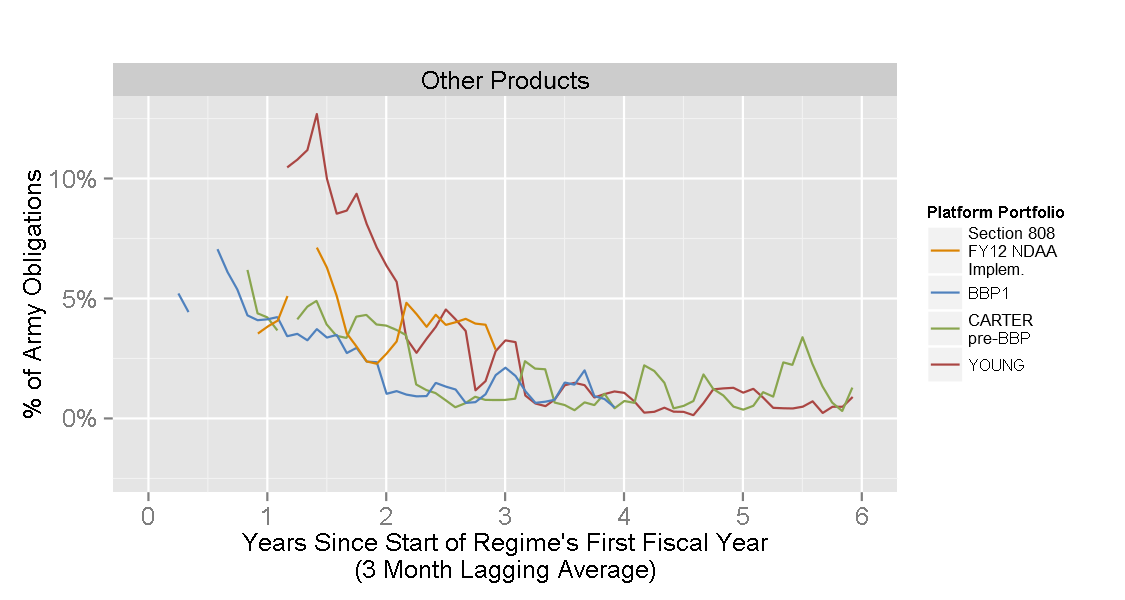 Other Products
% of Army Obligations
10%
5%
0%
0 1 2 3 4 5 6
Years Since Start of Regime's First Fiscal Year
(3 Month Lagging Average)
Platform Portfolio
Section 808
FY12 NDAA
Implem.
BBP1
CARTER
pre-BBP
YOUNG